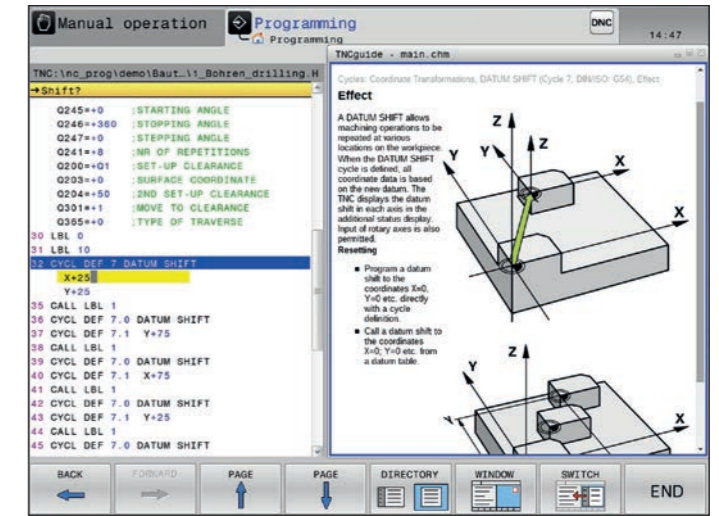 Manual operation
Programming
Programming
DNC
14:47
TNCguide - main.chm
TNC:\nc_prog\demo\Baut…\1_Bohren_drilling.H
→Shift?
Q245=+0 ;STARTING ANGLE
Q246=+360 ;STOPPING ANGLE
Q247=+0 ;STEPPING ANGLE
Q241=+8 ;NR OF REPETITIONS
Q200=+Q1 ;SET-UP CLEARANCE
Q203=+0 ;SURFACE COORDINATE
Q204=+50 ;2ND SET-UP CLEARANCE
Q301=+1 ;MOVE TO CLEARANCE
Q365=+0 ;TYPE OF TRAVERSE
30 LBL 0
31 LBL 10
32 CYCL DEF 7 DATUM SHIFT
X+25
Y+25
35 CALL LBL 1
36 CYCL DEF 7.0 DATUM SHIFT
37 CYCL DEF 7.1 Y+75
38 CALL LBL 1
39 CYCL DEF 7.0 DATUM SHIFT
40 CYCL DEF 7.1 X+75
41 CALL LBL 1
42 CYCL DEF 7.0 DATUM SHIFT
43 CYCL DEF 7.1 Y+25
44 CALL LBL 1
45 CYCL DEF 7.0 DATUM SHIFT
Cycles: Coordinate Transformations, DATUM SHIFT (Cycle 7, DIN/ISO: G54), Effect
Effect
A DATUM SHIFT allows
machining operations to be
repeated at various
locations on the workpiece.
When the DATUM SHIFT
cycle is defined, all
coordinate data is based
on the new datum. The
TNC displays the datum
shift in each axis in the
additional status display.
Input of rotary axes is also
permitted.
Resetting
■ Program a datum
shift to the
coordinates X=0,
Y=0 etc. directly
with a cycle
definition.
■ Call a datum shift to
the coordinates
X=0; Y=0 etc. from
a datum table.
Z
Z
Y
Y
X
X
Z
Y
X
BACK
FORWARD
PAGE
PAGE
DIRECTORY
WINDOW
SWITCH
END